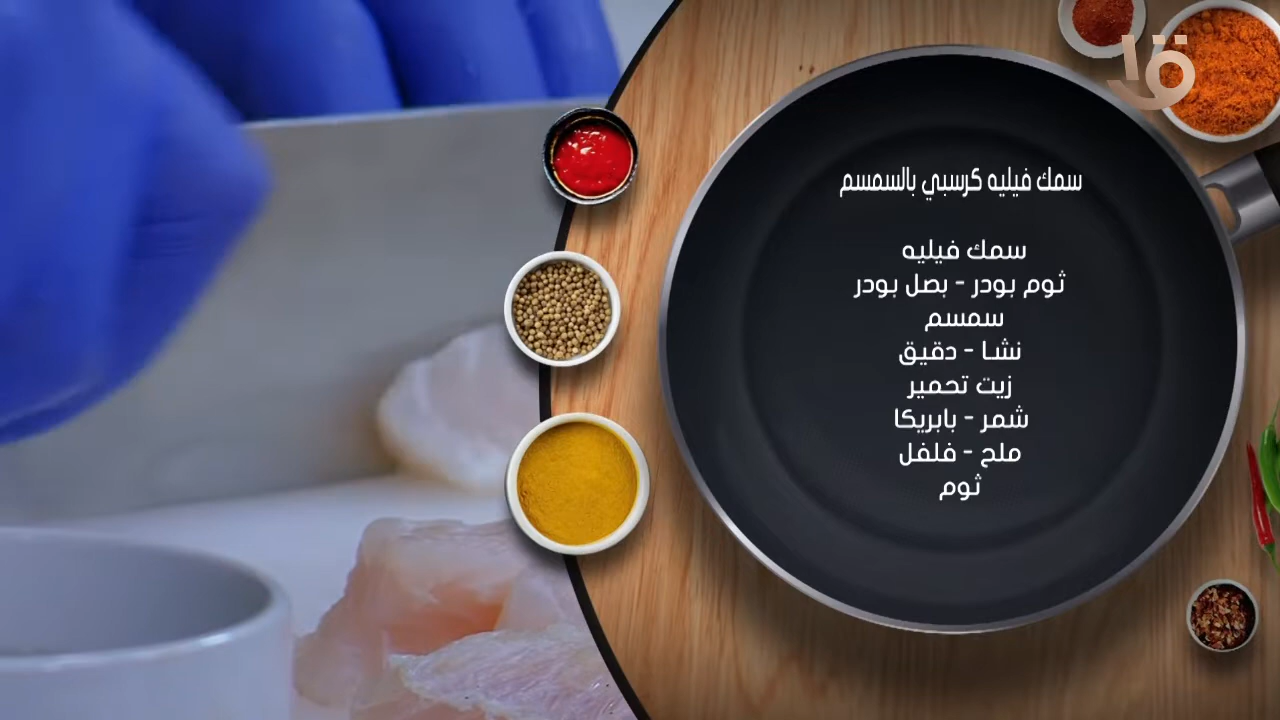 سمك فيليه كرسبي بالسمسم
سمك فيليه
ثوم بودر - بصل بودر
سمسم
نشا - دقيق
زيت تحمير
شمر - بابريكا
ملح - فلفل
ثوم